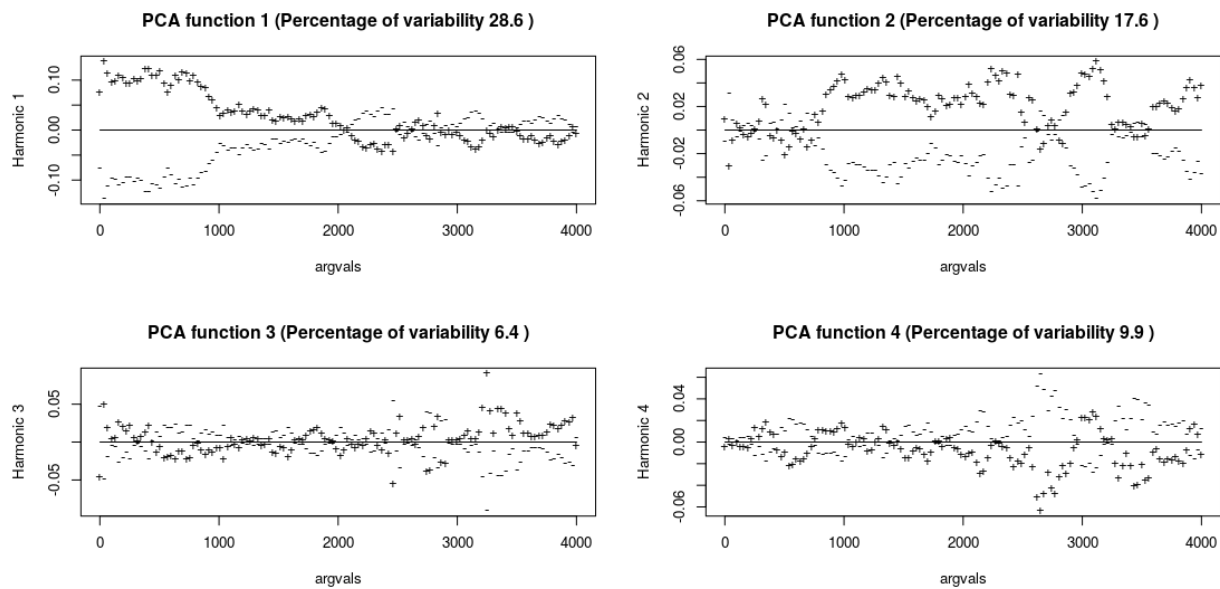 PCA function 1 (Percentage of variability 28.6 )
Harmonic 1
0.10
0.00
-0.10
0 1000 2000 3000 4000
argvals
PCA function 2 (Percentage of variability 17.6 )
Harmonic 2
0.06
0.02
-0.02
-0.06
0 1000 2000 3000 4000
argvals
PCA function 3 (Percentage of variability 6.4 )
Harmonic 3
0.05
-0.05
0 1000 2000 3000 4000
argvals
PCA function 4 (Percentage of variability 9.9 )
Harmonic 4
0.04
0.00
-0.06
0 1000 2000 3000 4000
argvals